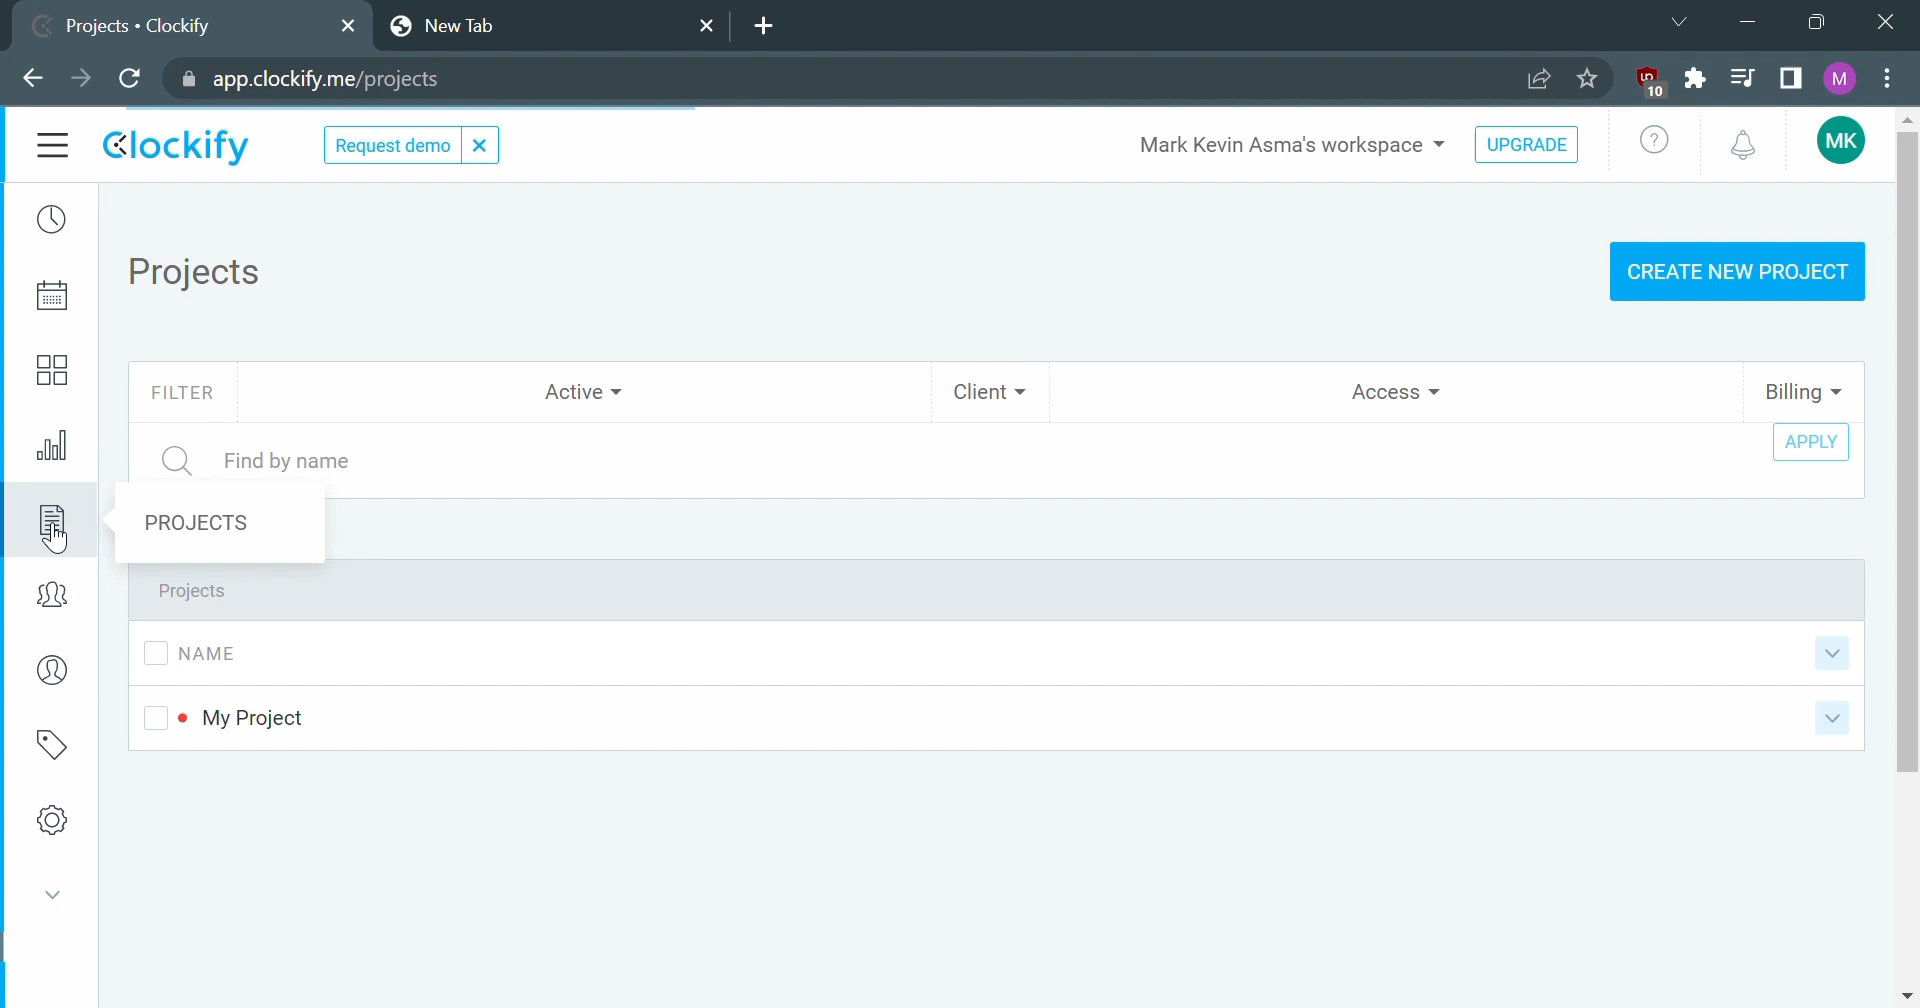 Projects • Clockify
New Tab
app.clockify.me/projects
10
M
Clockify
Request demo
Mark Kevin Asma's workspace
UPGRADE
?
MK
Projects
CREATE NEW PROJECT
FILTER
Active
Client
Access
Billing
Find by name
APPLY
PROJECTS
Projects
NAME
My Project